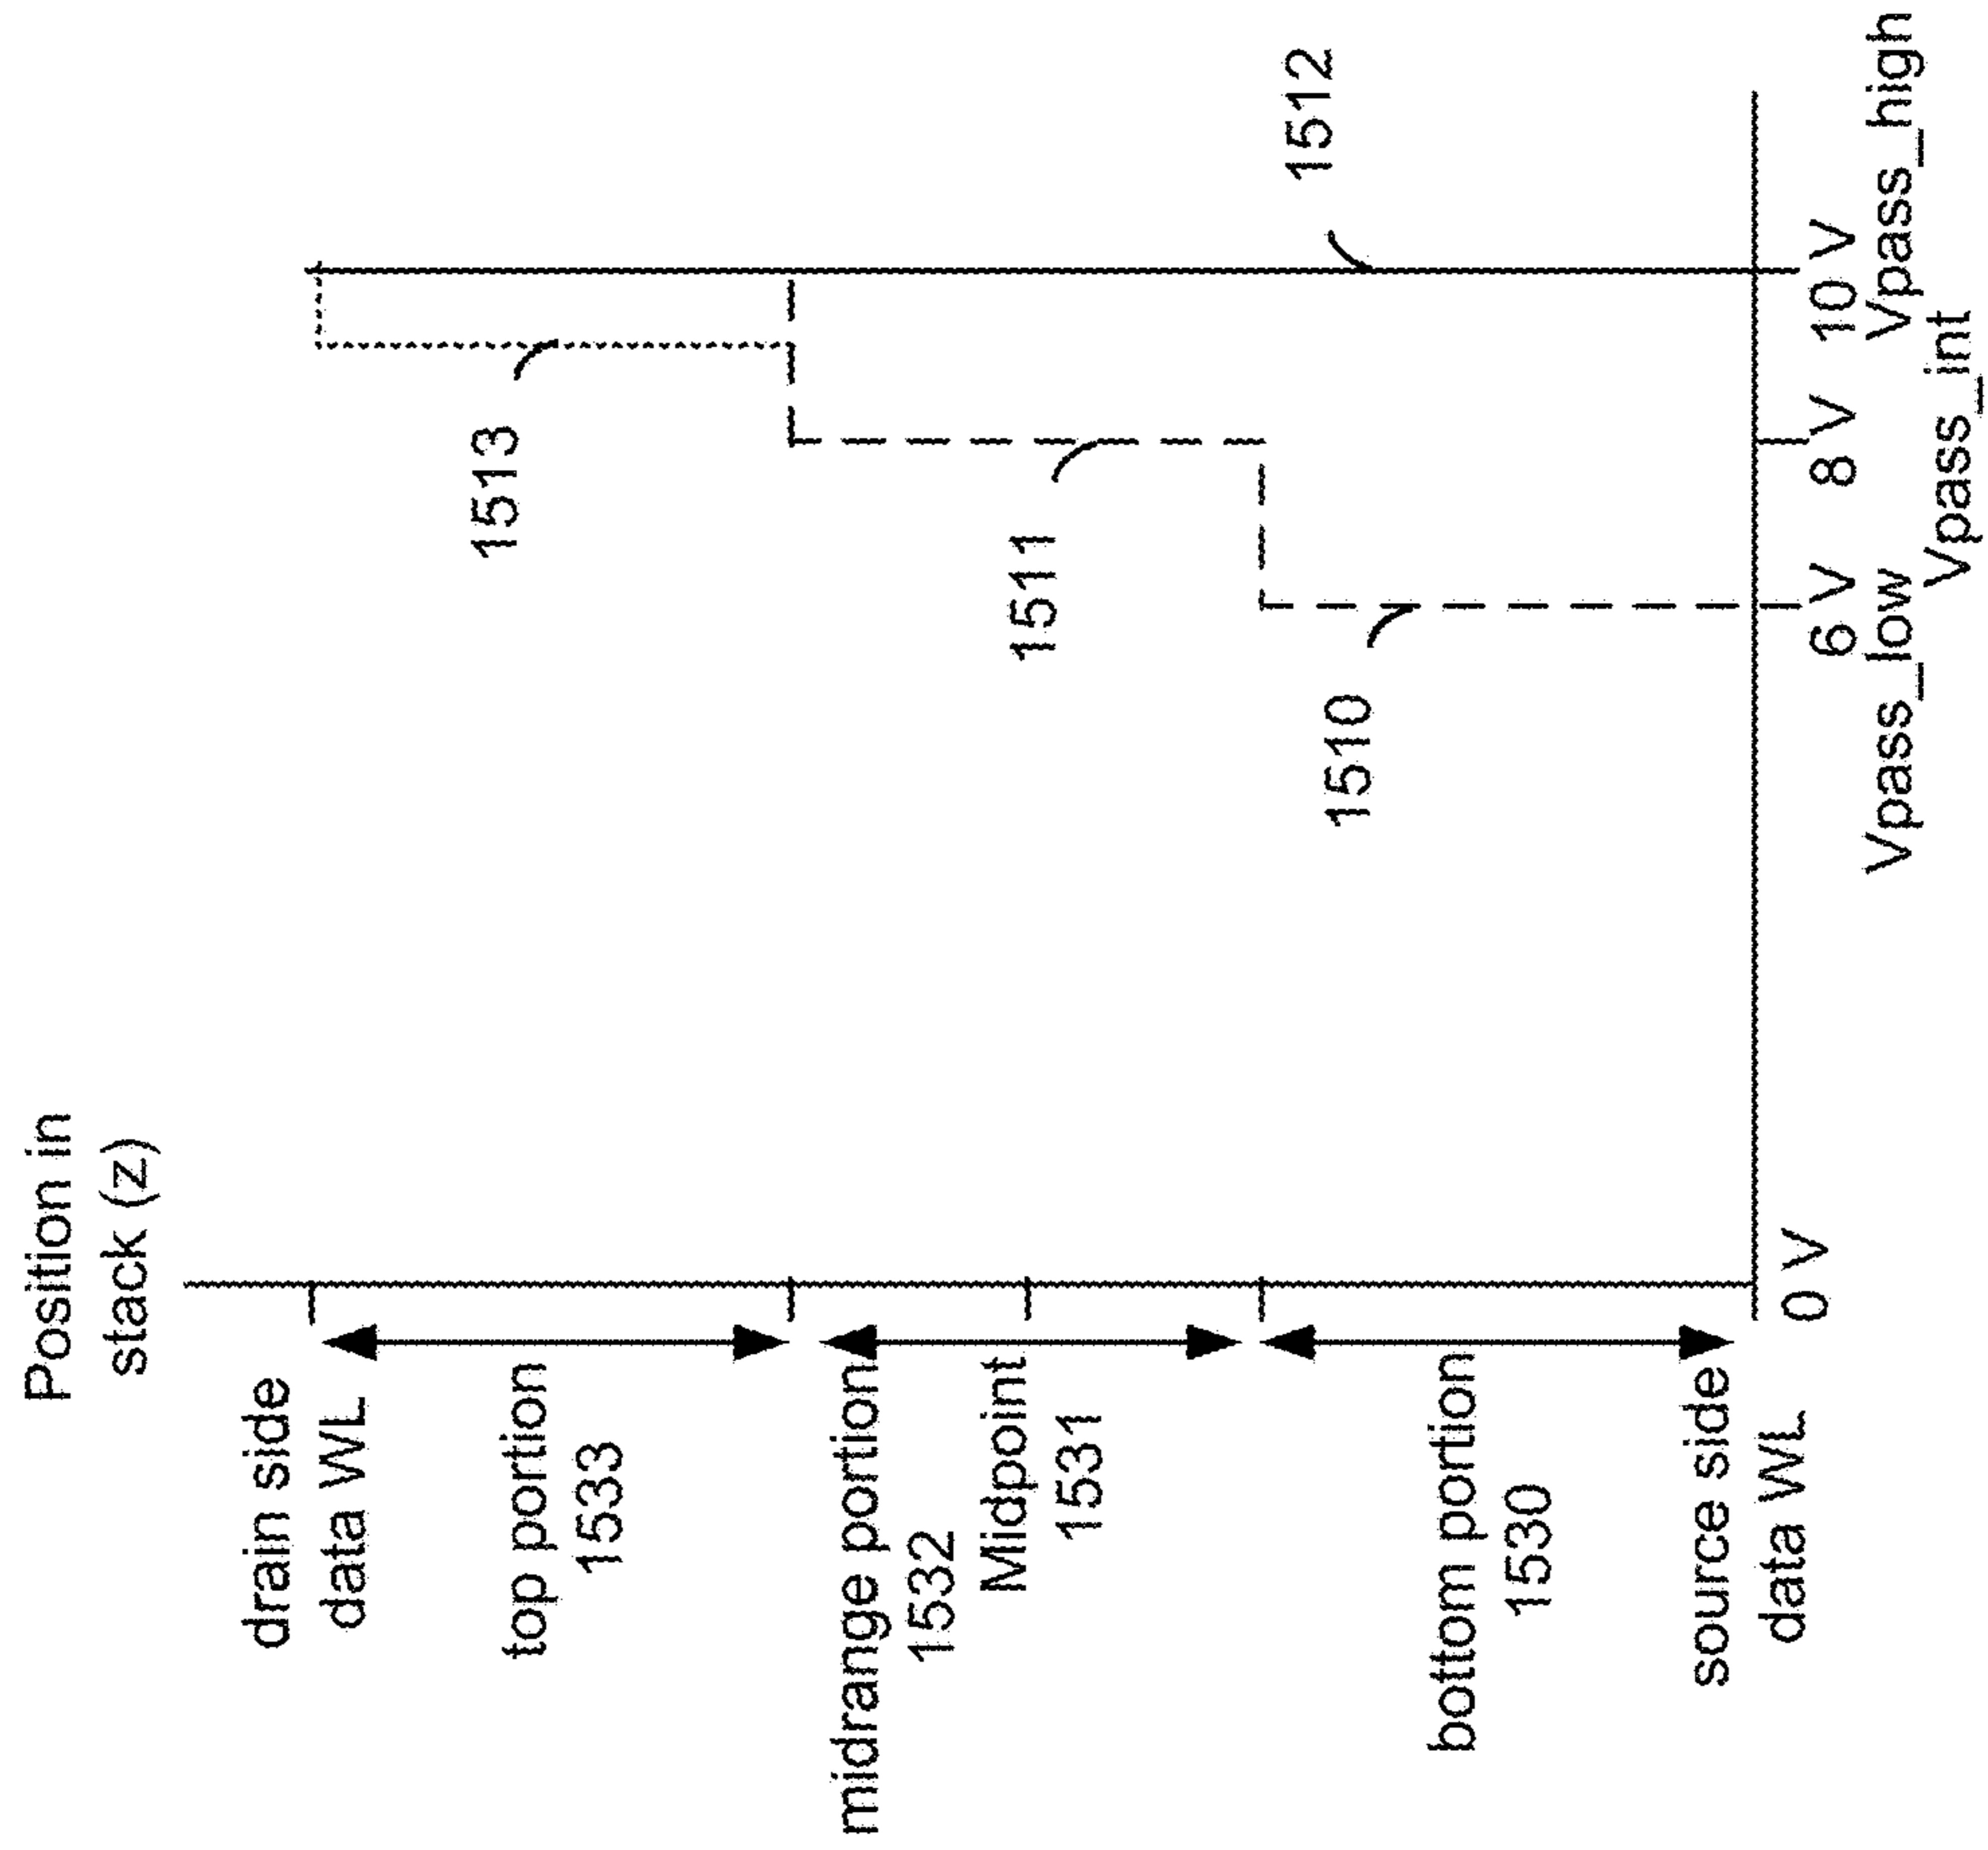 Position in
stack (z)
drain side
data WL
top portion
1533
midrange portion
1532
Midpoint
1531
bottom portion
1530
source side
data WL
1513
1511
1510
1512
0 V
6 V
8 V
10 V
Vpass_low
Vpass_high
Vpass_int